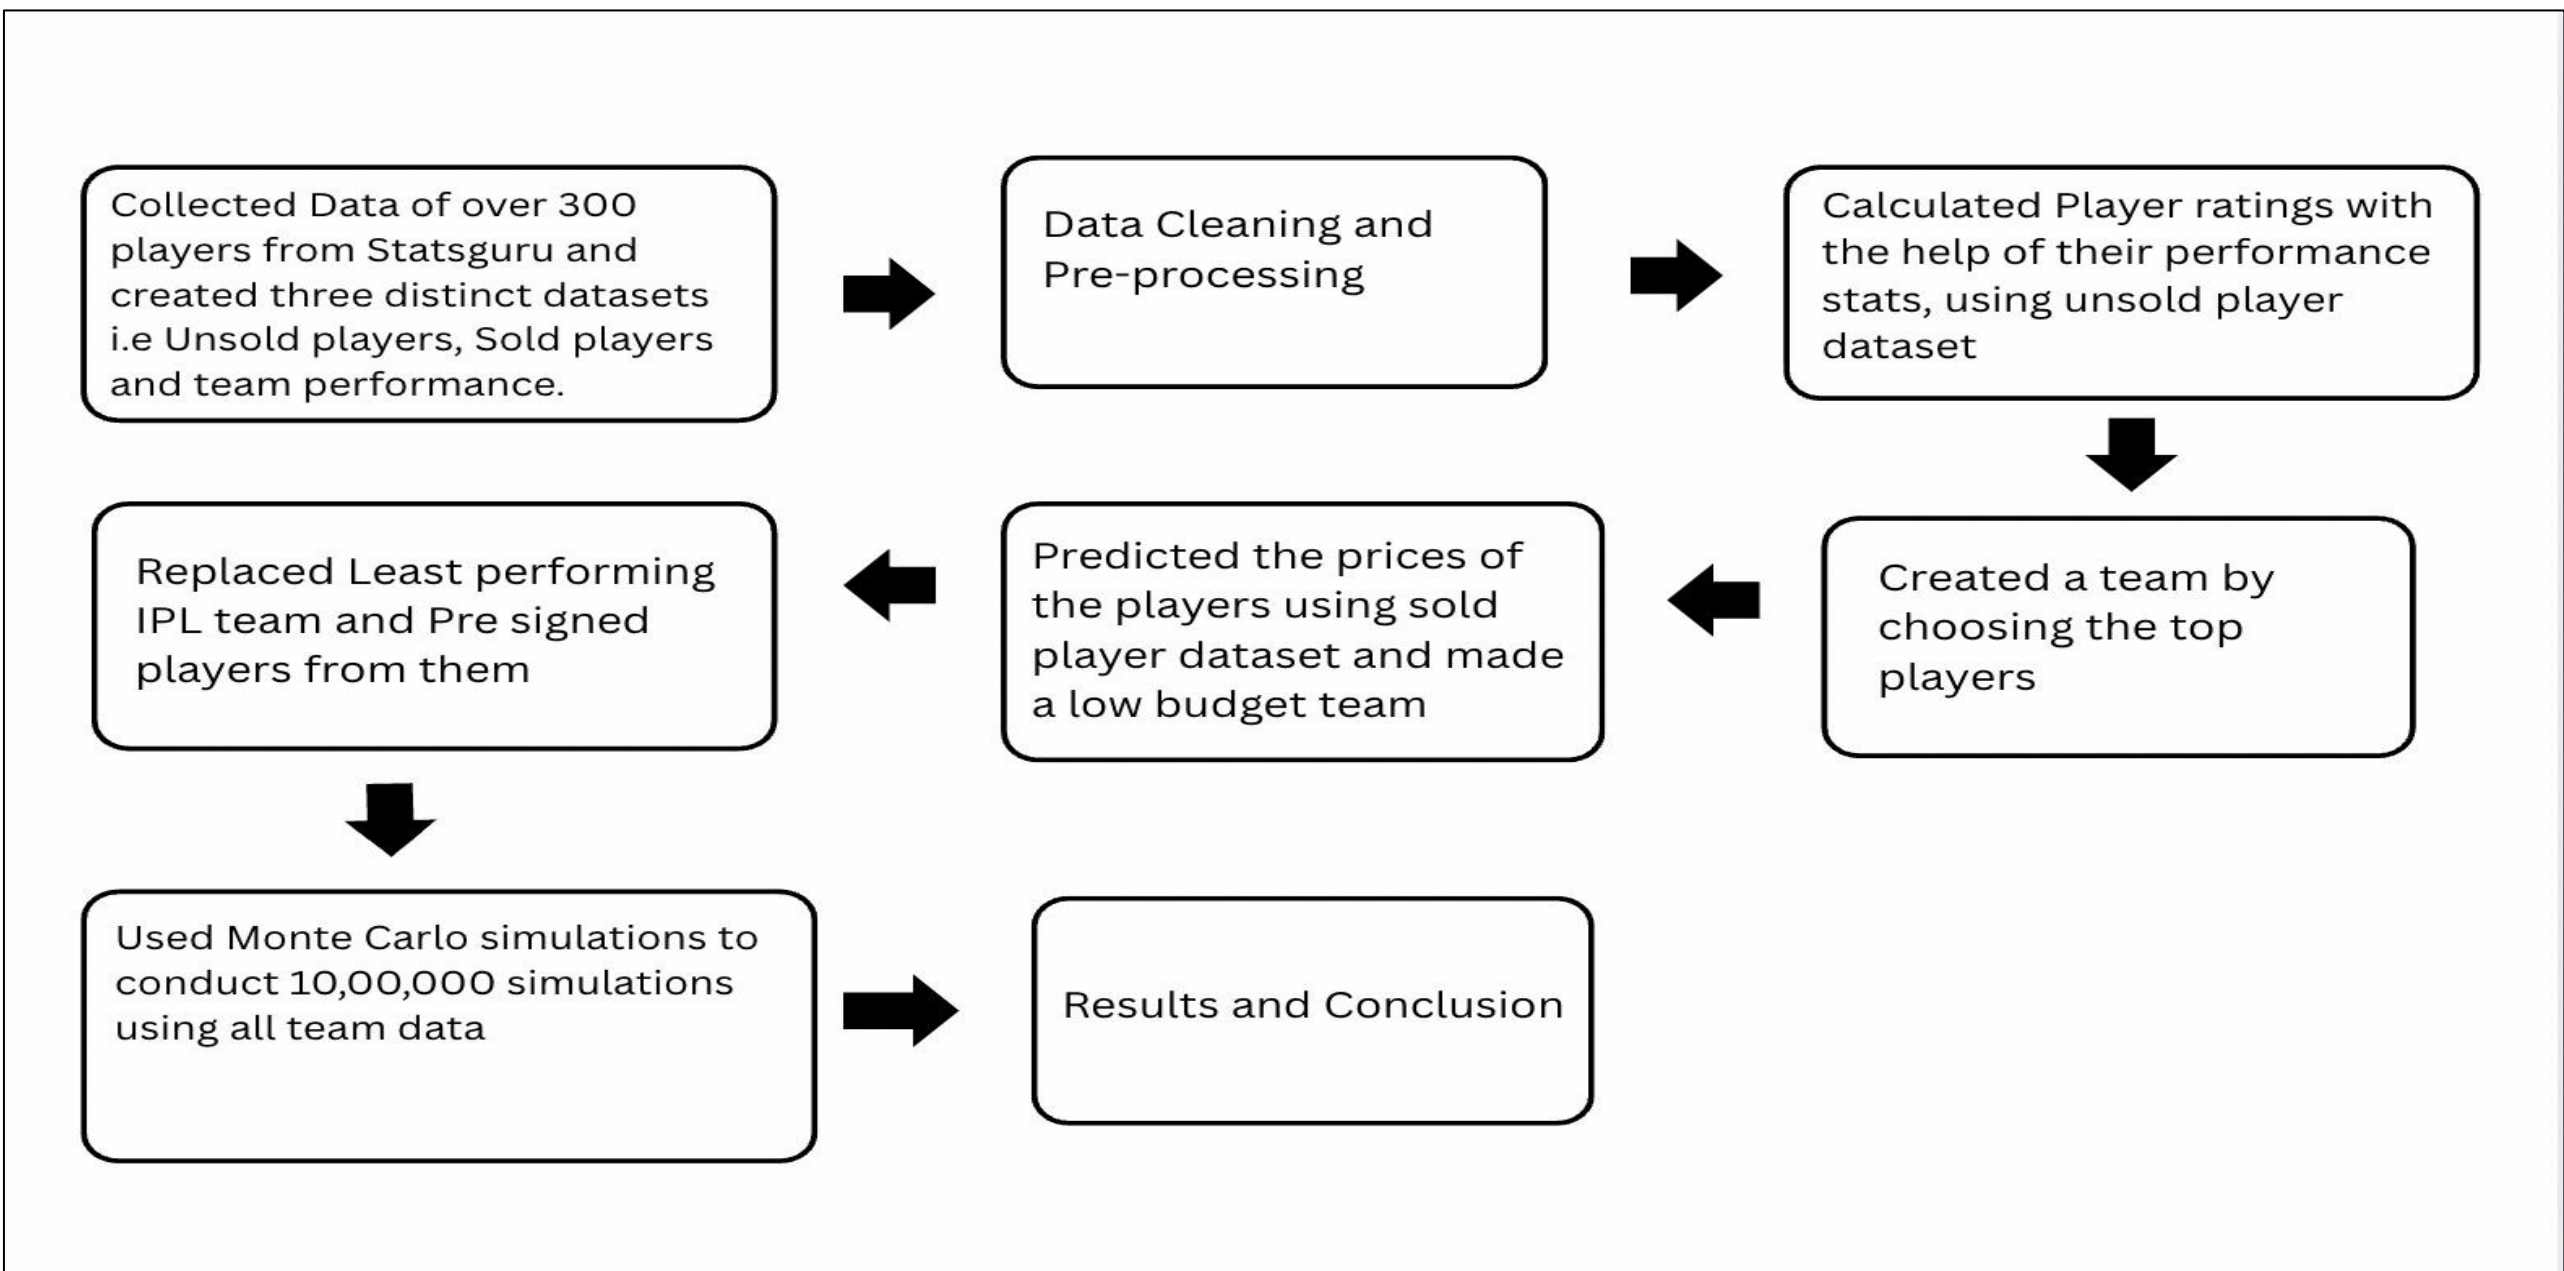 Collected Data of over 300
players from Statsguru and
created three distinct datasets
i.e Unsold players, Sold players
and team performance.
Data Cleaning and
Pre-processing
Calculated Player ratings with
the help of their performance
stats, using unsold player
dataset
Created a team by
choosing the top
players
Predicted the prices of
the players using sold
player dataset and made
a low budget team
Replaced Least performing
IPL team and Pre signed
players from them
Used Monte Carlo simulations to
conduct 10,00,000 simulations
using all team data
Results and Conclusion